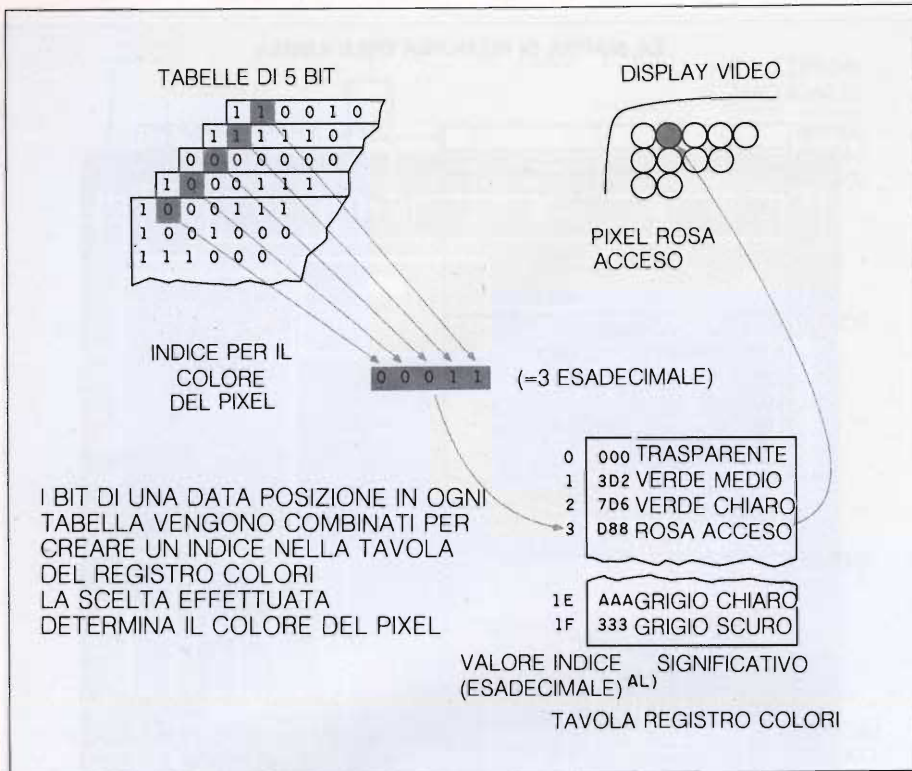 TABELLE DI 5 BIT
1 1 0 0 1 0
1 1 1 1 1 0
0 0 0 0 0 0
1 0 0 0 1 1 1
1 0 0 0 1 1 1
1 0 0 1 0 0 0
1 1 1 0 0 0
DISPLAY VIDEO
PIXEL ROSA
ACCESO
INDICE PER IL
COLORE
DEL PIXEL
0 0 0 1 1
(=3 ESADECIMALE)
I BIT DI UNA DATA POSIZIONE IN OGNI
TABELLA VENGONO COMBINATI PER
CREARE UN INDICE NELLA TAVOLA
DEL REGISTRO COLORI
LA SCELTA EFFETTUATA
DETERMINA IL COLORE DEL PIXEL
0 000 TRASPARENTE
1 3D2 VERDE MEDIO
2 7D6 VERDE CHIARO
3 D88 ROSA ACCESO
1E AAA GRIGIO CHIARO
1F 333 GRIGIO SCURO
VALORE INDICE SIGNIFICATIVO
(ESADECIMALE) AL)
TAVOLA REGISTRO COLORI